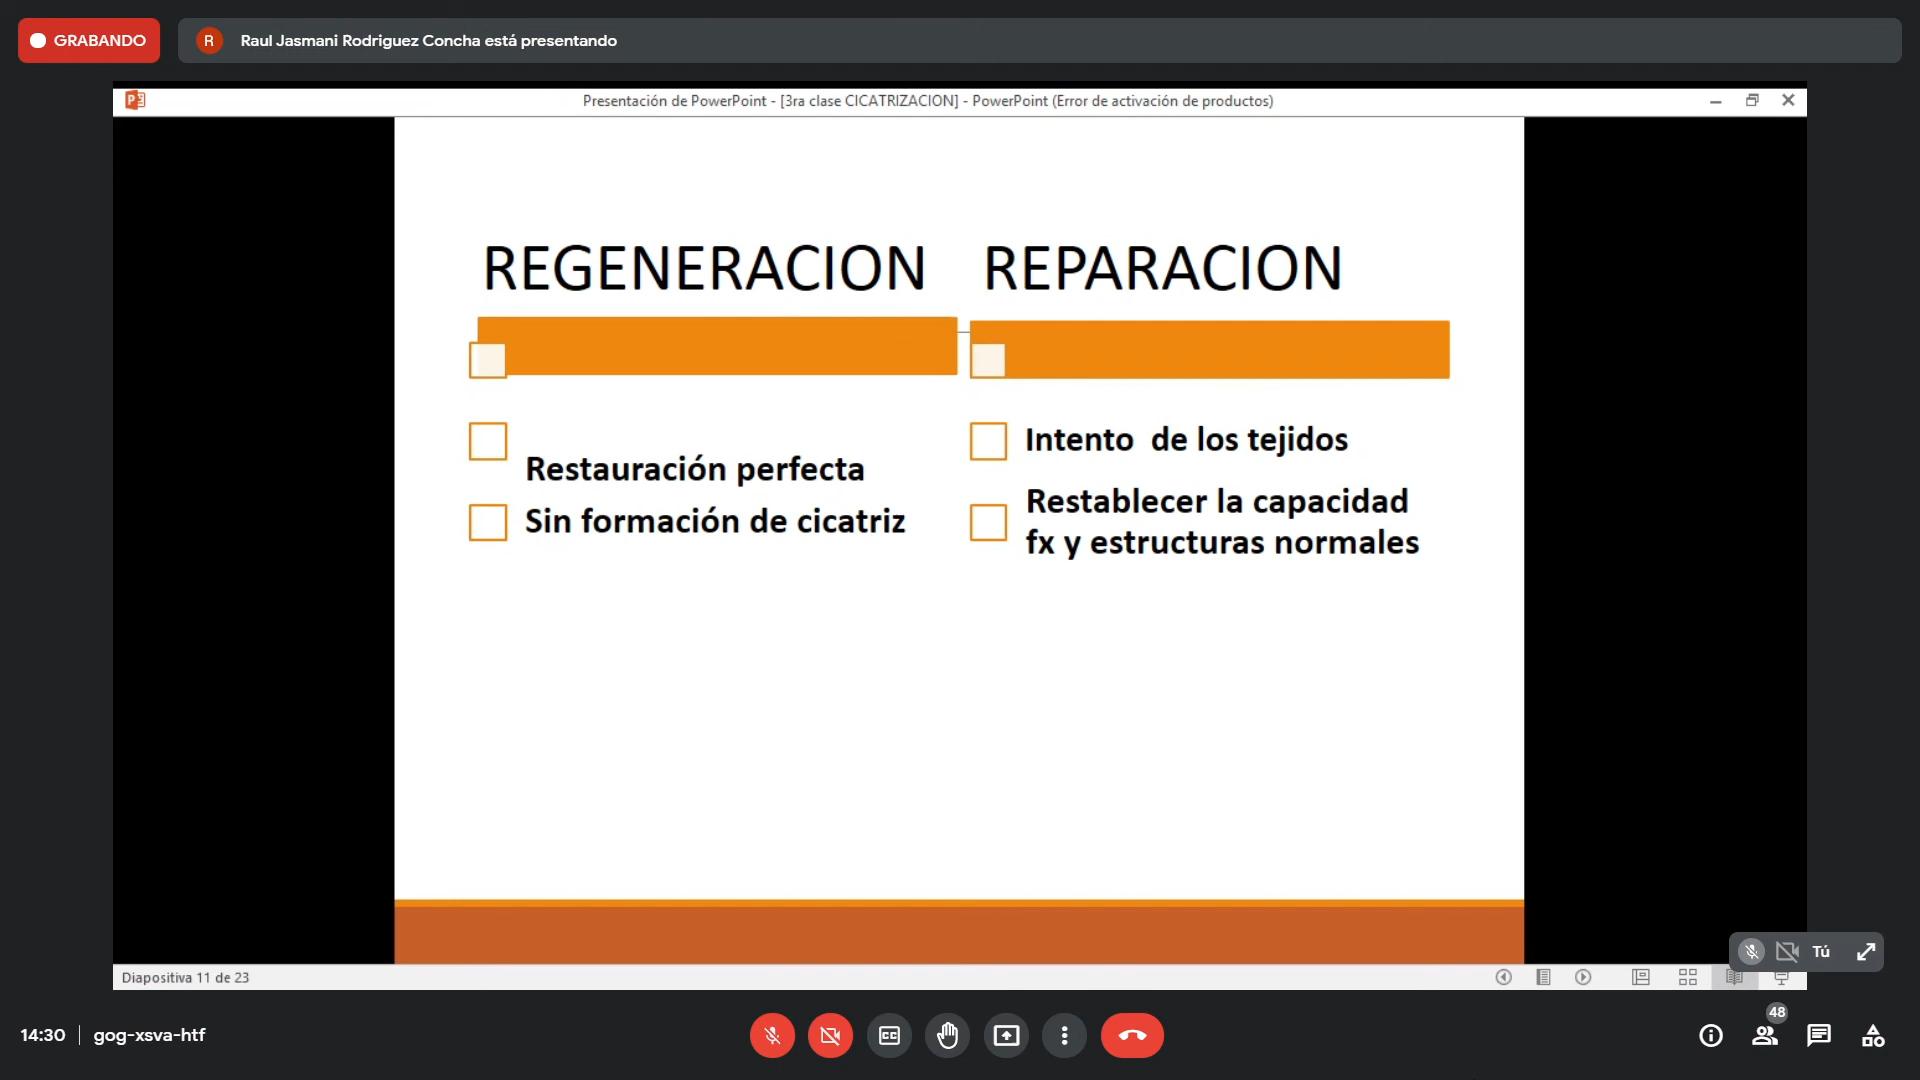 GRABANDO
R
Raul Jasmani Rodriguez Concha está presentando
Presentación de PowerPoint - [3ra clase CICATRIZACION] - PowerPoint (Error de activación de productos)
REGENERACION
Restauración perfecta
Sin formación de cicatriz
REPARACION
Intento de los tejidos
Restablecer la capacidad
fx y estructuras normales
Tú
Diapositiva 11 de 23
14:30
gog-xsva-htf
CC
48